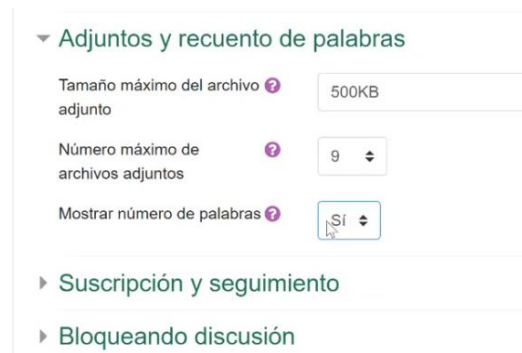 Adjuntos y recuento de palabras
Tamaño máximo del archivo
adjunto
500KB
Número máximo de
archivos adjuntos
9
Mostrar número de palabras
Sí
Suscripción y seguimiento
Bloqueando discusión